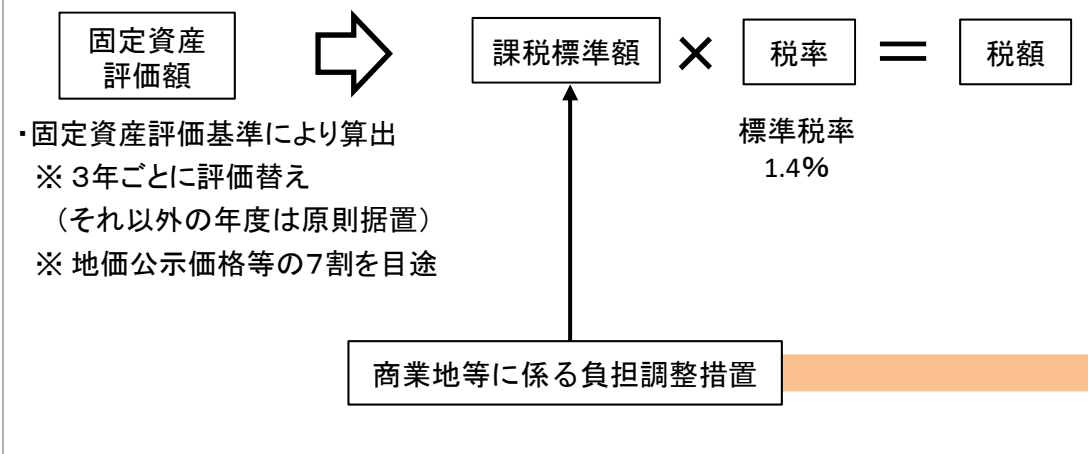 固定資産
評価額
課税標準額 × 税率 = 税額
・固定資産評価基準により算出
※ 3年ごとに評価替え
（それ以外の年度は原則据置）
※ 地価公示価格等の7割を目途
標準税率
1.4%
商業地等に係る負担調整措置